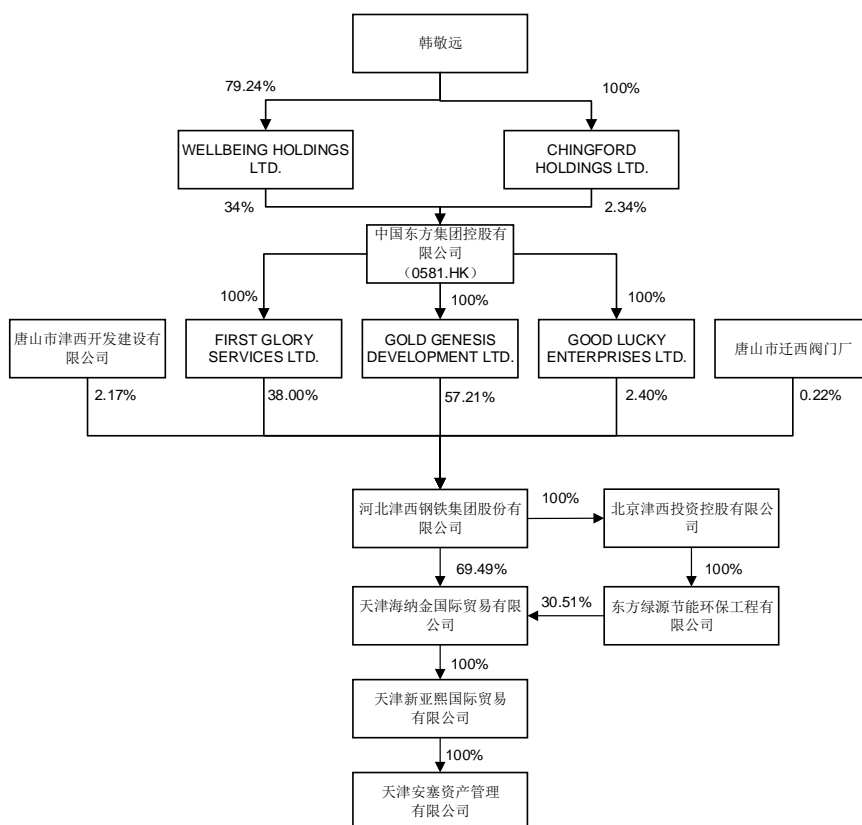 韩敬远
79.24%
100%
WELLBEING HOLDINGS
LTD.
CHINGFORD
HOLDINGS LTD.
34%
2.34%
中国东方集团控股有
限公司
（0581.HK）
100%
100%
100%
唐山市津西开发建设有
限公司
FIRST GLORY
SERVICES LTD.
GOLD GENESIS
DEVELOPMENT LTD.
GOOD LUCKY
ENTERPRISES LTD.
唐山市迁西阀门厂
2.17%
38.00%
57.21%
2.40%
0.22%
河北津西钢铁集团股份有
限公司
100%
北京津西投资控股有限公
司
69.49%
100%
天津海纳金国际贸易有限
公司
30.51%
东方绿源节能环保工程有
限公司
100%
天津新亚熙国际贸易
有限公司
100%
天津安塞资产管理
有限公司